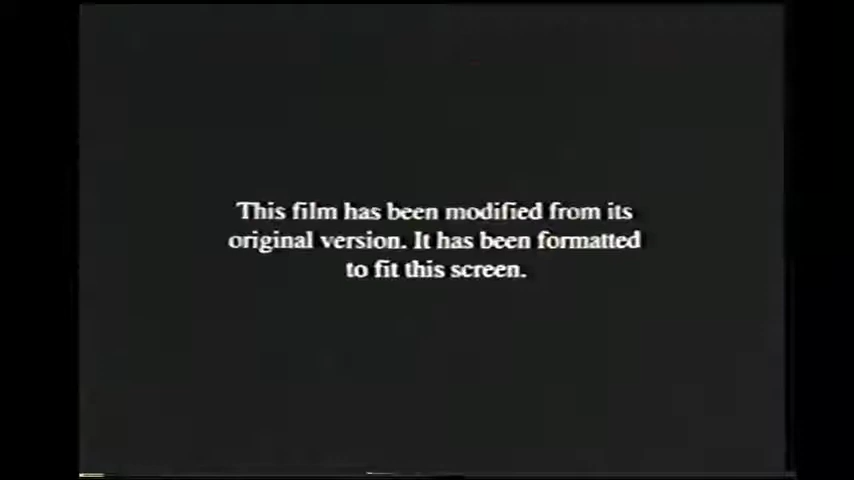 This film has been modified from its
original version. It has been formatted
to fit this screen.